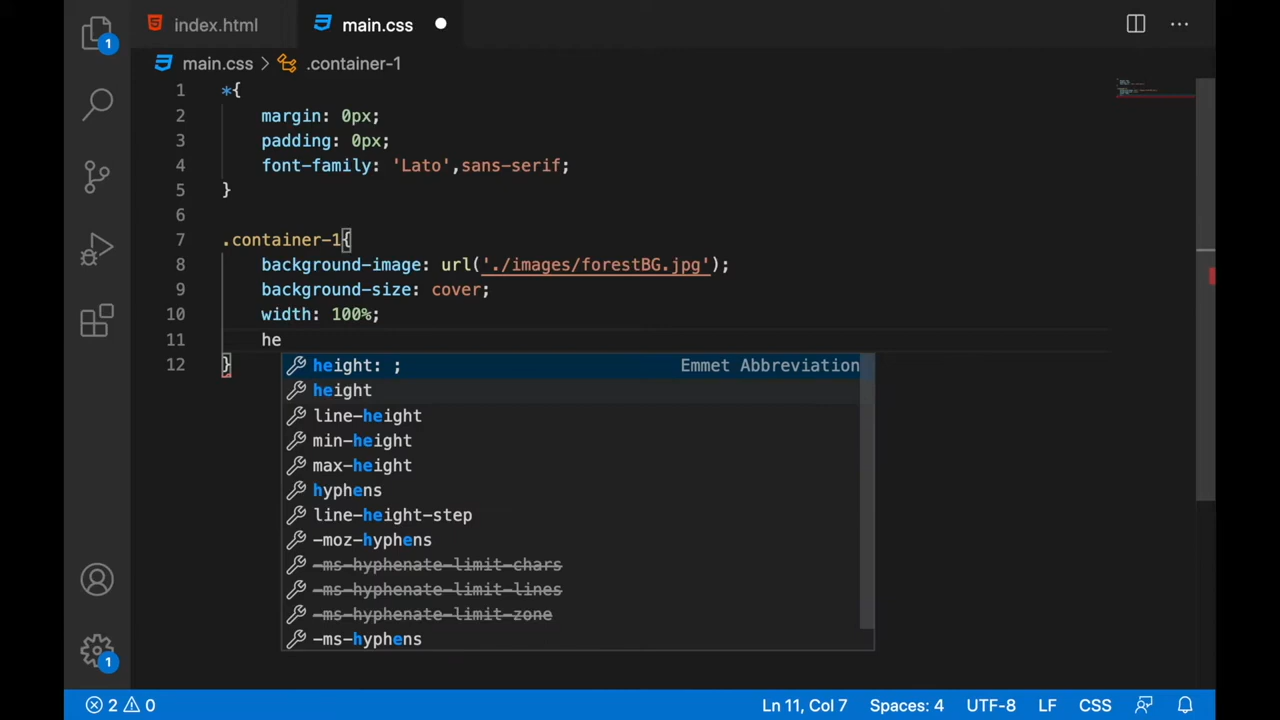 index.html main.css
1
main.css > .container-1
1 *{
2 margin: 0px;
3 padding: 0px;
4 font-family: 'Lato',sans-serif;
5 }
6
7 .container-1{
8 background-image: url('./images/forestBG.jpg');
9 background-size: cover;
10 width: 100%;
11 he
12 }
height: ; Emmet Abbreviation
height
line-height
min-height
max-height
hyphens
line-height-step
-moz-hyphens
-ms-hyphenate-limit-chars
-ms-hyphenate-limit-lines
-ms-hyphenate-limit-zone
-ms-hyphens
1
2 0 Ln 11, Col 7 Spaces: 4 UTF-8 LF CSS